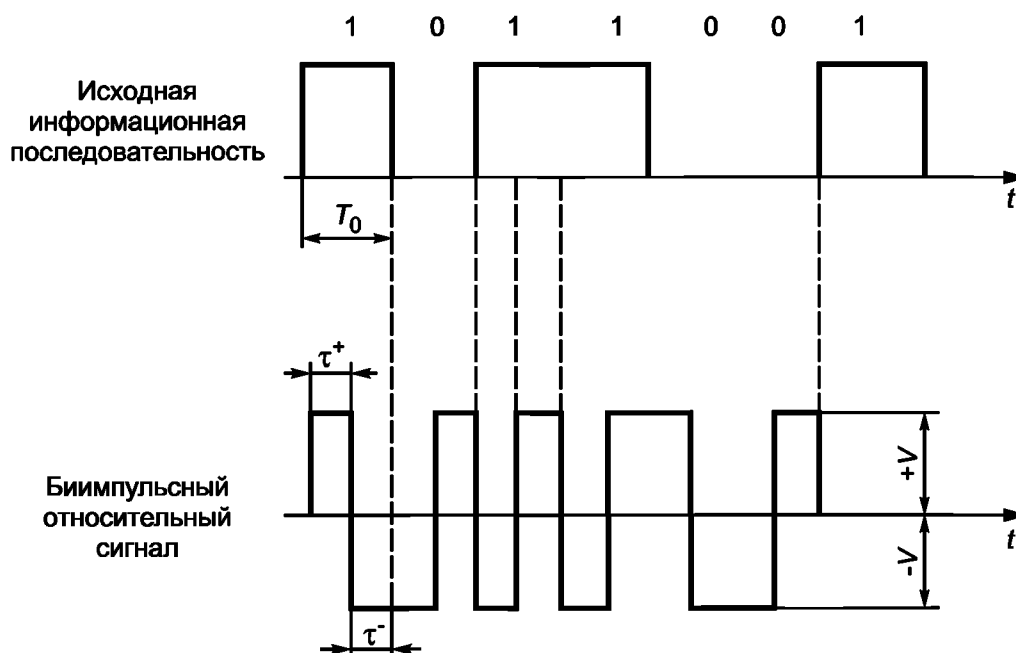 1 0 1 1 0 0 1
Исходная
информационная
последовательность
t
T₀
τ⁺
+V
Биимпульсный
относительный
сигнал
t
-V
τ⁻